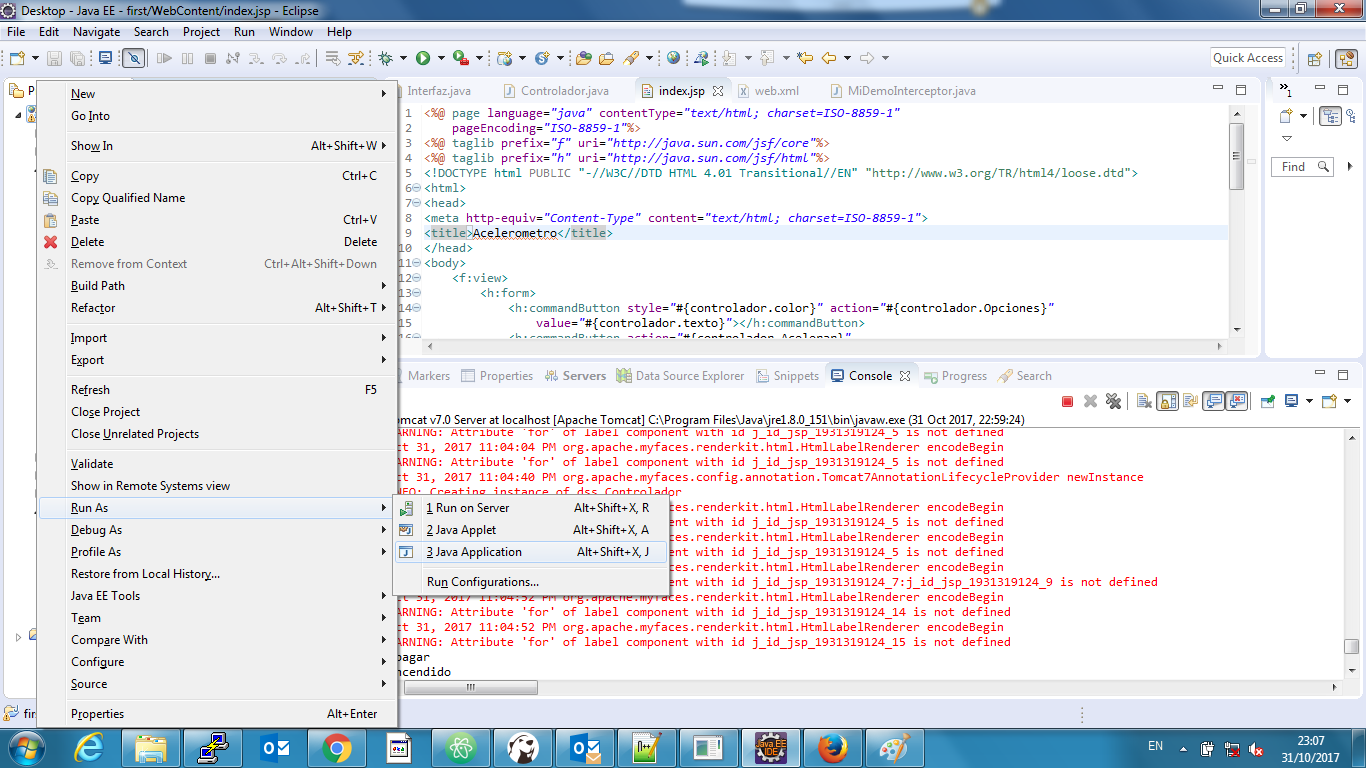 Desktop - Java EE - first/WebContent/index.jsp - Eclipse
File Edit Navigate Search Project Run Window Help
Quick Access
P
New
Go Into
Show In Alt+Shift+W
Copy Ctrl+C
Copy Qualified Name
Paste Ctrl+V
Delete Delete
Remove from Context Ctrl+Alt+Shift+Down
Build Path
Refactor Alt+Shift+T
Import
Export
Refresh F5
Close Project
Close Unrelated Projects
Validate
Show in Remote Systems view
Run As
Debug As
Profile As
Restore from Local History...
Java EE Tools
Team
Compare With
Configure
Source
Properties Alt+Enter
1 Run on Server Alt+Shift+X, R
2 Java Applet Alt+Shift+X, A
3 Java Application Alt+Shift+X, J
Run Configurations...
Interfaz.java Controlador.java index.jsp web.xml MiDemoInterceptor.java
1 <%@ page language="java" contentType="text/html; charset=ISO-8859-1"
2 pageEncoding="ISO-8859-1"%>
3 <%@ taglib prefix="f" uri="http://java.sun.com/jsf/core"%>
4 <%@ taglib prefix="h" uri="http://java.sun.com/jsf/html"%>
5 <!DOCTYPE html PUBLIC "-//W3C//DTD HTML 4.01 Transitional//EN" "http://www.w3.org/TR/html4/loose.dtd">
6 <html>
7 <head>
8 <meta http-equiv="Content-Type" content="text/html; charset=ISO-8859-1">
9 <title>Acelerometro</title>
10 </head>
11 <body>
12 <f:view>
13 <h:form>
14 <h:commandButton style="#{controlador.color}" action="#{controlador.Opciones}"
15 value="#{controlador.texto}"></h:commandButton>
16 <h:commandButton action="#{controlador.Acelerar}"
»1
Find
Markers Properties Servers Data Source Explorer Snippets Console Progress Search
omcat v7.0 Server at localhost [Apache Tomcat] C:\Program Files\Java\jre1.8.0_151\bin\javaw.exe (31 Oct 2017, 22:59:24)
ARNING: Attribute 'for' of label component with id j_id_jsp_1931319124_5 is not defined
ct 31, 2017 11:04:04 PM org.apache.myfaces.renderkit.html.HtmlLabelRenderer encodeBegin
ARNING: Attribute 'for' of label component with id j_id_jsp_1931319124_5 is not defined
ct 31, 2017 11:04:40 PM org.apache.myfaces.config.annotation.Tomcat7AnnotationLifecycleProvider newInstance
NFO: Creating instance of dss.Controlador
rfaces.renderkit.html.HtmlLabelRenderer encodeBegin
nent with id j_id_jsp_1931319124_5 is not defined
rfaces.renderkit.html.HtmlLabelRenderer encodeBegin
nent with id j_id_jsp_1931319124_5 is not defined
rfaces.renderkit.html.HtmlLabelRenderer encodeBegin
nent with id j_id_jsp_1931319124_7:j_id_jsp_1931319124_9 is not defined
ct 31, 2017 11:04:52 PM org.apache.myfaces.renderkit.html.HtmlLabelRenderer encodeBegin
ARNING: Attribute 'for' of label component with id j_id_jsp_1931319124_14 is not defined
ct 31, 2017 11:04:52 PM org.apache.myfaces.renderkit.html.HtmlLabelRenderer encodeBegin
ARNING: Attribute 'for' of label component with id j_id_jsp_1931319124_15 is not defined
pagar
ncendido
fir
Java EE IDE
EN
23:07
31/10/2017